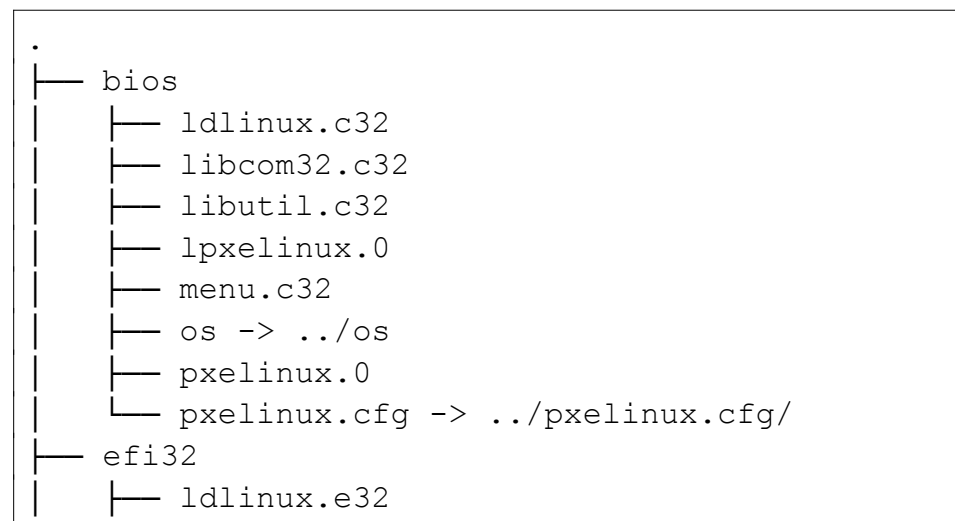 .
├── bios
│   ├── ldlinux.c32
│   ├── libcom32.c32
│   ├── libutil.c32
│   ├── lpxelinux.0
│   ├── menu.c32
│   ├── os -> ../os
│   ├── pxelinux.0
│   └── pxelinux.cfg -> ../pxelinux.cfg/
├── efi32
│   ├── ldlinux.e32